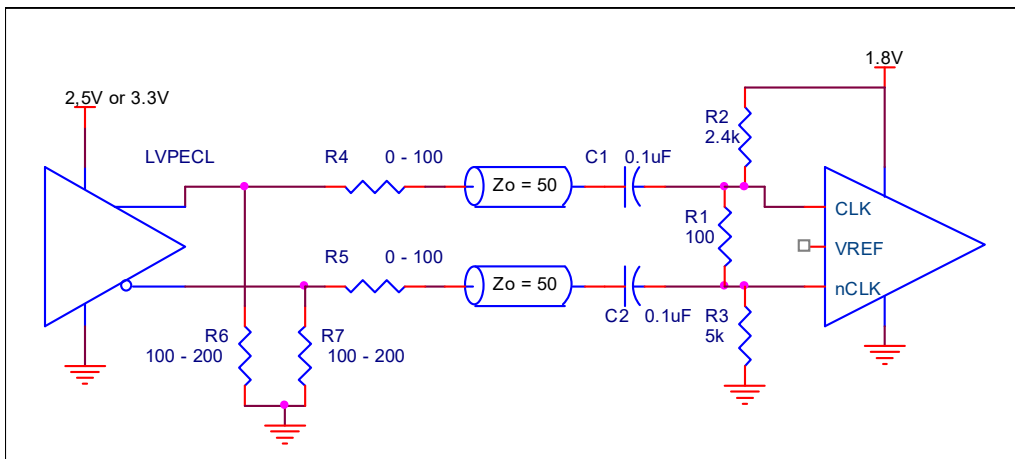 1.8V
2.5V or 3.3V
R2
2.4k
LVPECL
R4 0 - 100
C1 0.1uF
Zo = 50
CLK
R1
100
VREF
R5 0 - 100
Zo = 50
nCLK
C2 0.1uF
R3
5k
R6
100 - 200
R7
100 - 200